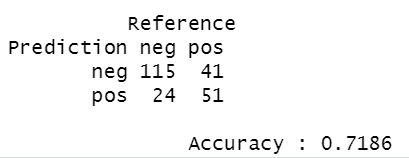 Reference
Prediction neg pos
neg 115 41
pos 24 51
Accuracy : 0.7186